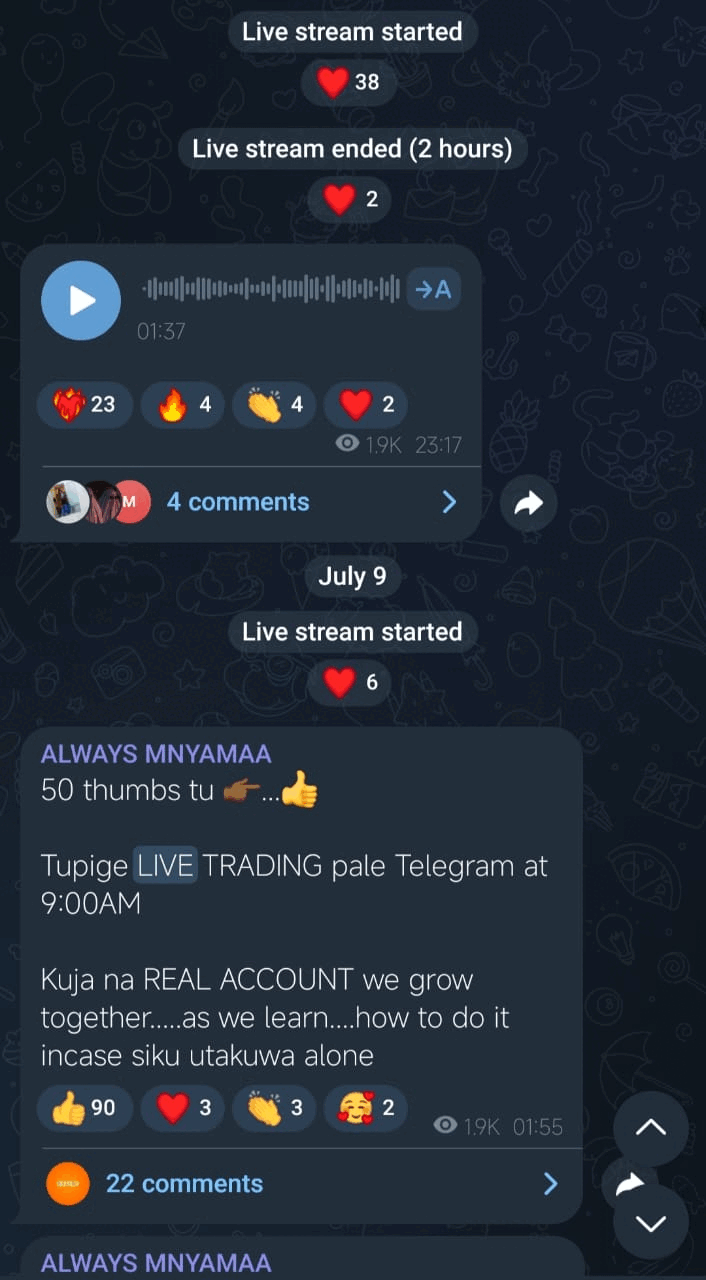 Live stream started
❤️ 38
Live stream ended (2 hours)
❤️ 2
→A
01:37
❤️‍🔥 23 🔥 4 👏 4 ❤️ 2
1.9K 23:17
M 4 comments
July 9
Live stream started
❤️ 6
ALWAYS MNYAMAA
50 thumbs tu 👉🏾...👍
Tupige LIVE TRADING pale Telegram at
9:00AM
Kuja na REAL ACCOUNT we grow
together.....as we learn....how to do it
incase siku utakuwa alone
👍 90 ❤️ 3 👏 3 🥰 2
1.9K 01:55
22 comments
ALWAYS MNYAMAA